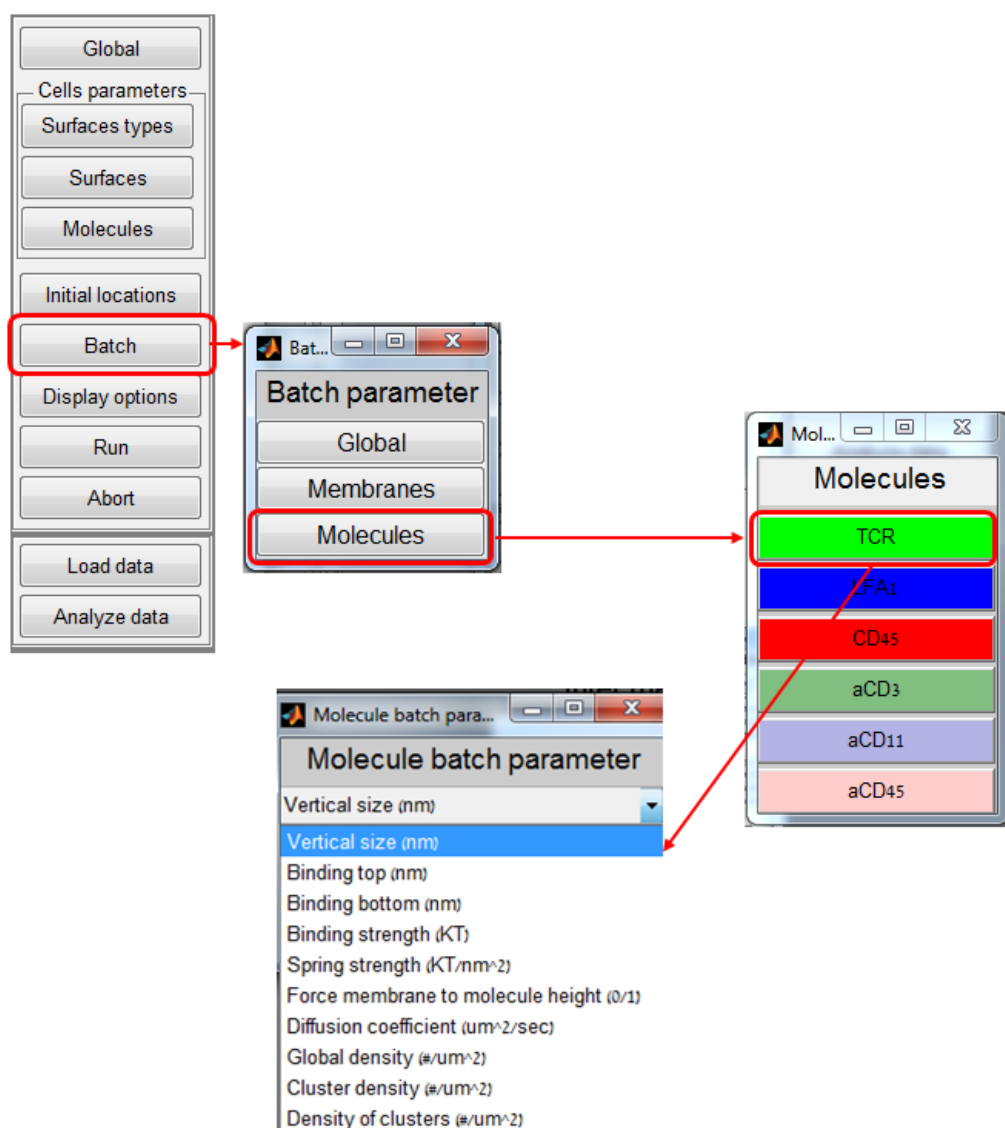 Global
Cells parameters
Surfaces types
Surfaces
Molecules
Initial locations
Batch
Display options
Run
Abort
Load data
Analyze data
Bat...
Batch parameter
Global
Membranes
Molecules
Mol...
Molecules
TCR
LFA1
CD45
aCD3
aCD11
aCD45
Molecule batch para...
Molecule batch parameter
Vertical size (nm)
Vertical size (nm)
Binding top (nm)
Binding bottom (nm)
Binding strength (KT)
Spring strength (KT/nm^2)
Force membrane to molecule height (0/1)
Diffusion coefficient (um^2/sec)
Global density (#/um^2)
Cluster density (#/um^2)
Density of clusters (#/um^2)